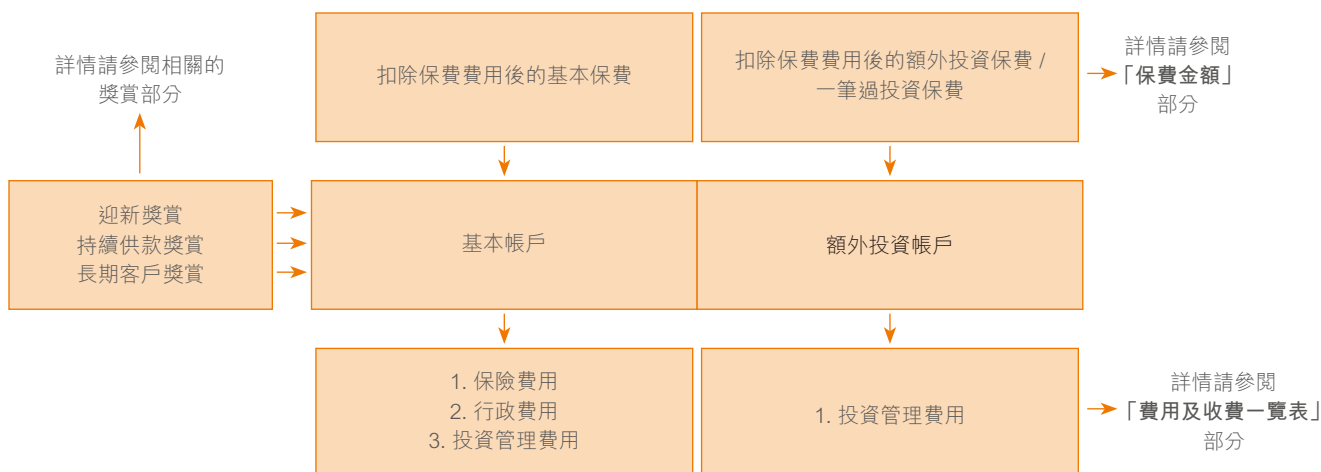 詳情請參閱相關的
獎賞部分
扣除保費費用後的基本保費
扣除保費費用後的額外投資保費 /
一筆過投資保費
詳情請參閱
「保費金額」
部分
迎新獎賞
持續供款獎賞
長期客戶獎賞
基本帳戶
額外投資帳戶
1. 保險費用
2. 行政費用
3. 投資管理費用
1. 投資管理費用
詳情請參閱
「費用及收費一覽表」
部分